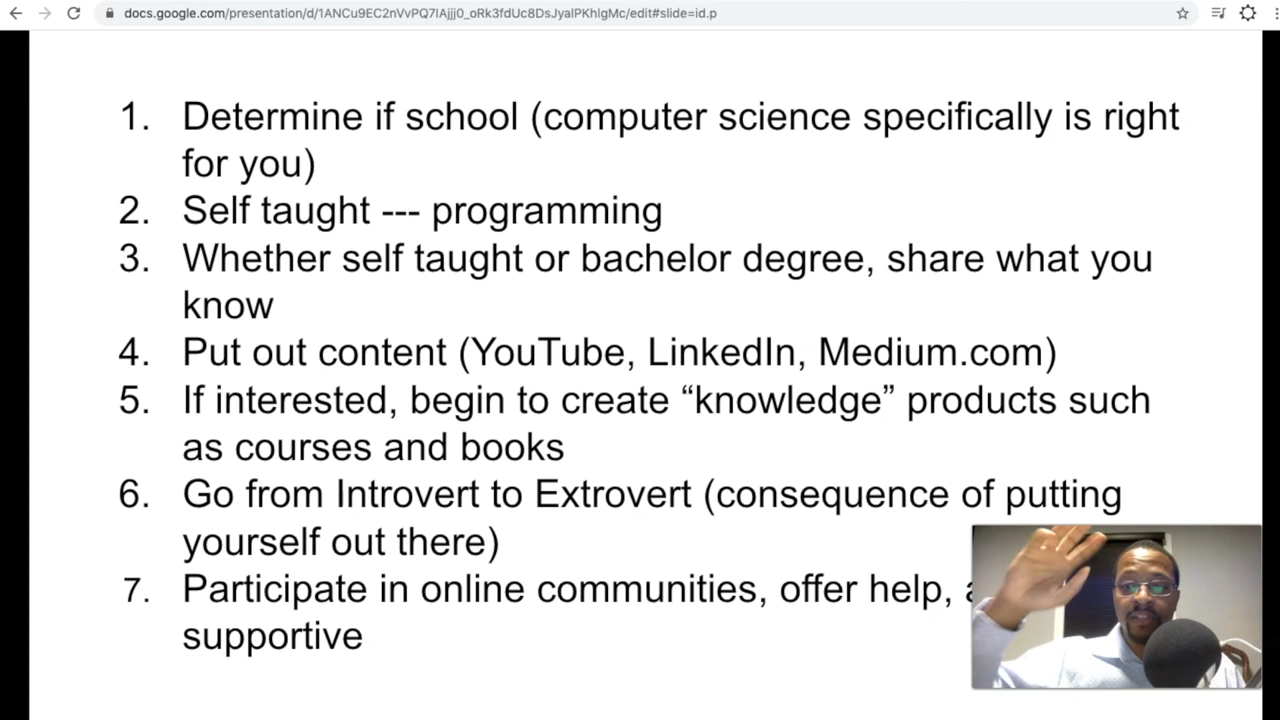 docs.google.com/presentation/d/1ANCu9EC2nVvPQ7lAjjj0_oRk3fdUc8DsJyalPKhlgMc/edit#slide=id.p
1. Determine if school (computer science specifically is right
for you)
2. Self taught --- programming
3. Whether self taught or bachelor degree, share what you
know
4. Put out content (YouTube, LinkedIn, Medium.com)
5. If interested, begin to create “knowledge” products such
as courses and books
6. Go from Introvert to Extrovert (consequence of putting
yourself out there)
7. Participate in online communities, offer help,
supportive